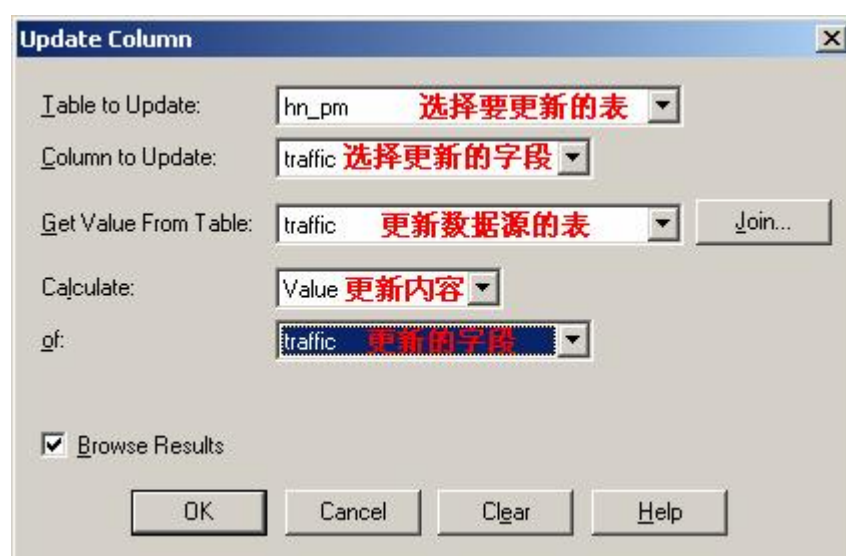 Update Column
Table to Update: hn_pm 选择要更新的表
Column to Update: traffic 选择更新的字段
Get Value From Table: traffic 更新数据源的表 Join...
Calculate: Value 更新内容
of: traffic 更新的字段
Browse Results
OK Cancel Clear Help